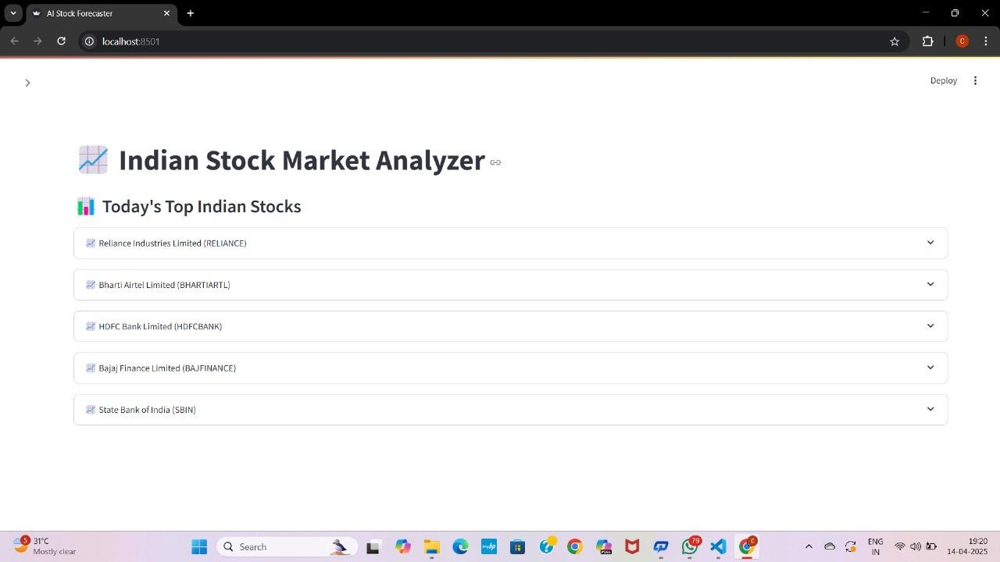 AI Stock Forecaster
localhost:8501
C
Deploy
Indian Stock Market Analyzer
Today's Top Indian Stocks
Reliance Industries Limited (RELIANCE)
Bharti Airtel Limited (BHARTIARTL)
HDFC Bank Limited (HDFCBANK)
Bajaj Finance Limited (BAJFINANCE)
State Bank of India (SBIN)
5
31°C
Mostly clear
Search
myhp
79
C
ENG
IN
19:20
14-04-2025